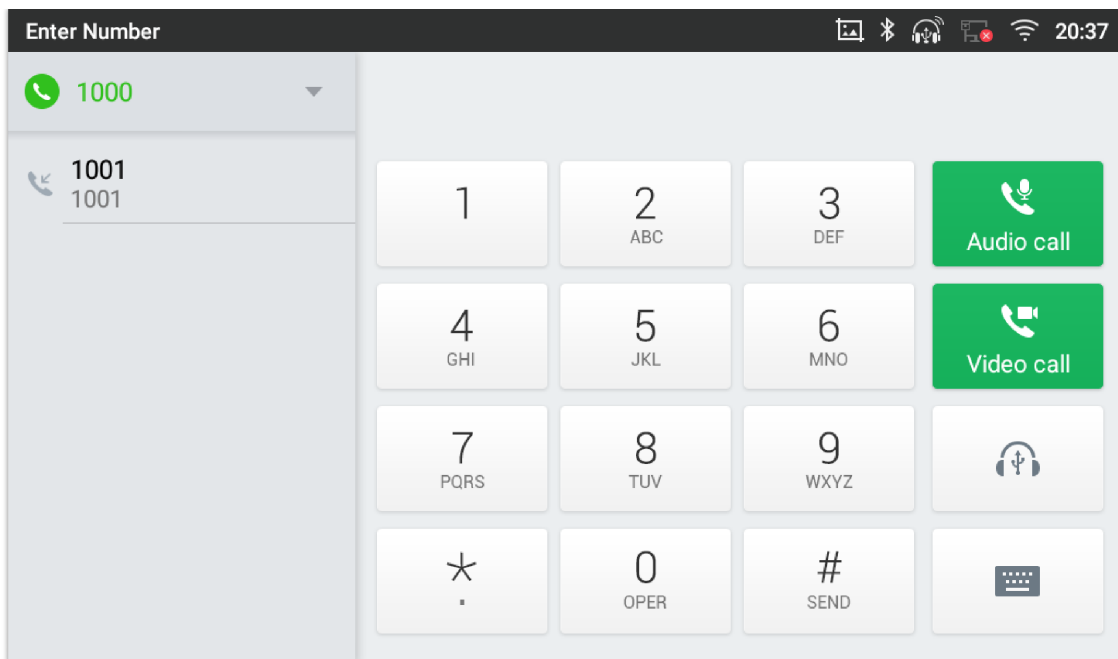 Enter Number
20:37
1000
1001
1001
1
2
ABC
3
DEF
Audio call
4
GHI
5
JKL
6
MNO
Video call
7
PQRS
8
TUV
9
WXYZ
*
.
0
OPER
#
SEND